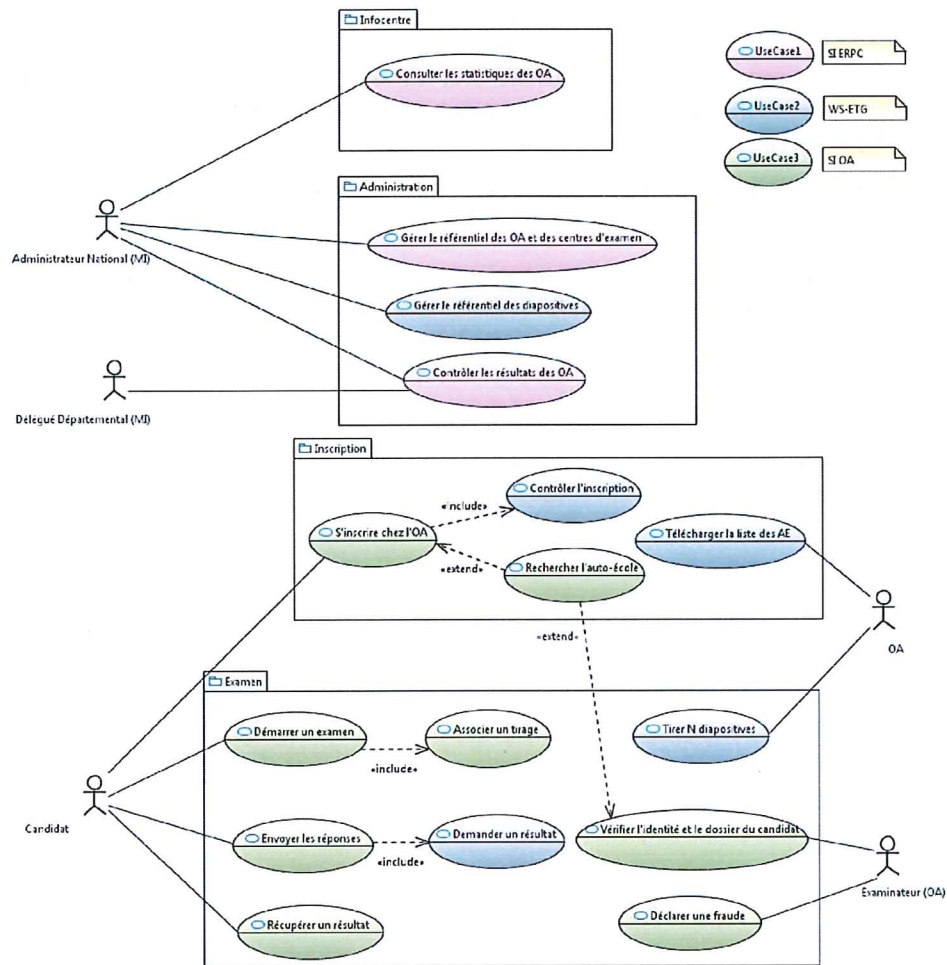 Infocentre
Consulter les statistiques des OA
UseCase1
SI ERPC
UseCase2
WS-ETG
UseCase3
SI OA
Administration
Gérer le référentiel des OA et des centres d'examen
Administrateur National (MI)
Gérer le référentiel des diapositives
Contrôler les résultats des OA
Délégué Départemental (MI)
Inscription
Contrôler l'inscription
«include»
S'inscrire chez l'OA
Télécharger la liste des AE
«extend»
Rechercher l'auto-école
«extend»
OA
Examen
Démarrer un examen
Associer un tirage
Tirer N diapositives
«include»
Candidat
Envoyer les réponses
Demander un résultat
Vérifier l'identité et le dossier du candidat
«include»
Examinateur (OA)
Récupérer un résultat
Déclarer une fraude